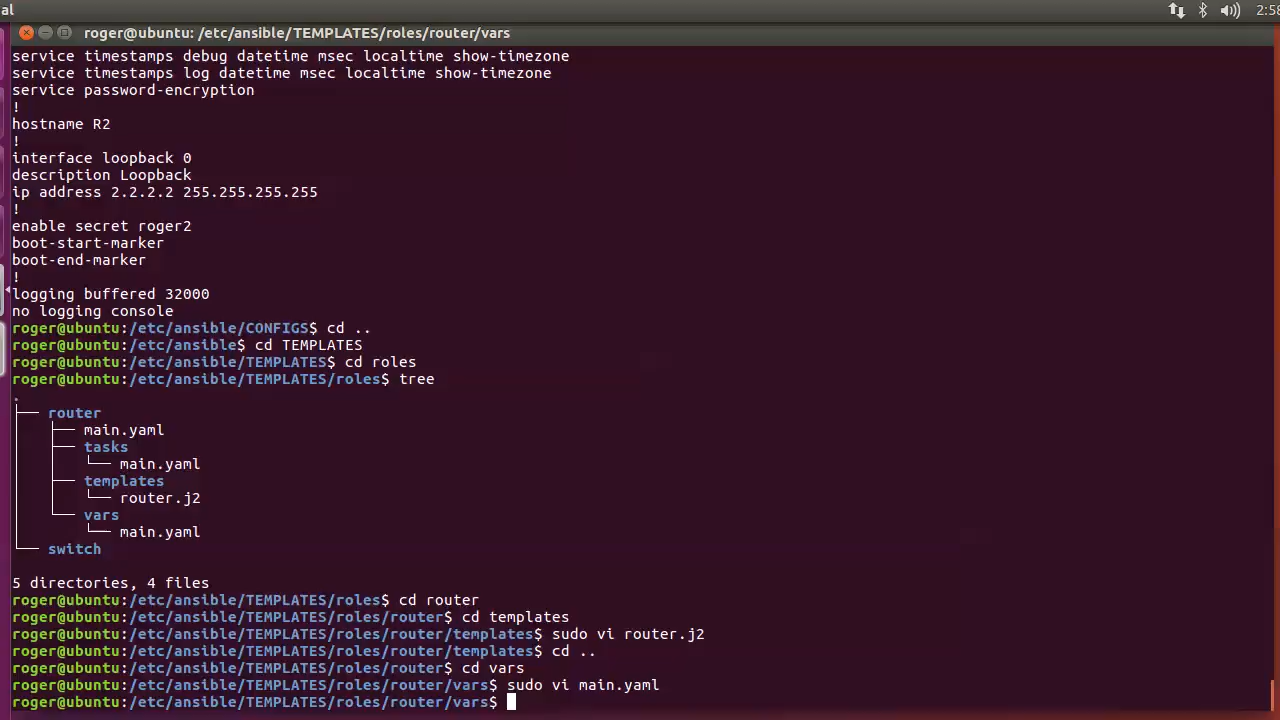 al
2:58
roger@ubuntu: /etc/ansible/TEMPLATES/roles/router/vars
service timestamps debug datetime msec localtime show-timezone
service timestamps log datetime msec localtime show-timezone
service password-encryption
!
hostname R2
!
interface loopback 0
description Loopback
ip address 2.2.2.2 255.255.255.255
!
enable secret roger2
boot-start-marker
boot-end-marker
!
logging buffered 32000
no logging console
roger@ubuntu:/etc/ansible/CONFIGS$ cd ..
roger@ubuntu:/etc/ansible$ cd TEMPLATES
roger@ubuntu:/etc/ansible/TEMPLATES$ cd roles
roger@ubuntu:/etc/ansible/TEMPLATES/roles$ tree
.
├── router
│   ├── main.yaml
│   ├── tasks
│   │   └── main.yaml
│   ├── templates
│   │   └── router.j2
│   └── vars
│       └── main.yaml
└── switch
5 directories, 4 files
roger@ubuntu:/etc/ansible/TEMPLATES/roles$ cd router
roger@ubuntu:/etc/ansible/TEMPLATES/roles/router$ cd templates
roger@ubuntu:/etc/ansible/TEMPLATES/roles/router/templates$ sudo vi router.j2
roger@ubuntu:/etc/ansible/TEMPLATES/roles/router/templates$ cd ..
roger@ubuntu:/etc/ansible/TEMPLATES/roles/router$ cd vars
roger@ubuntu:/etc/ansible/TEMPLATES/roles/router/vars$ sudo vi main.yaml
roger@ubuntu:/etc/ansible/TEMPLATES/roles/router/vars$